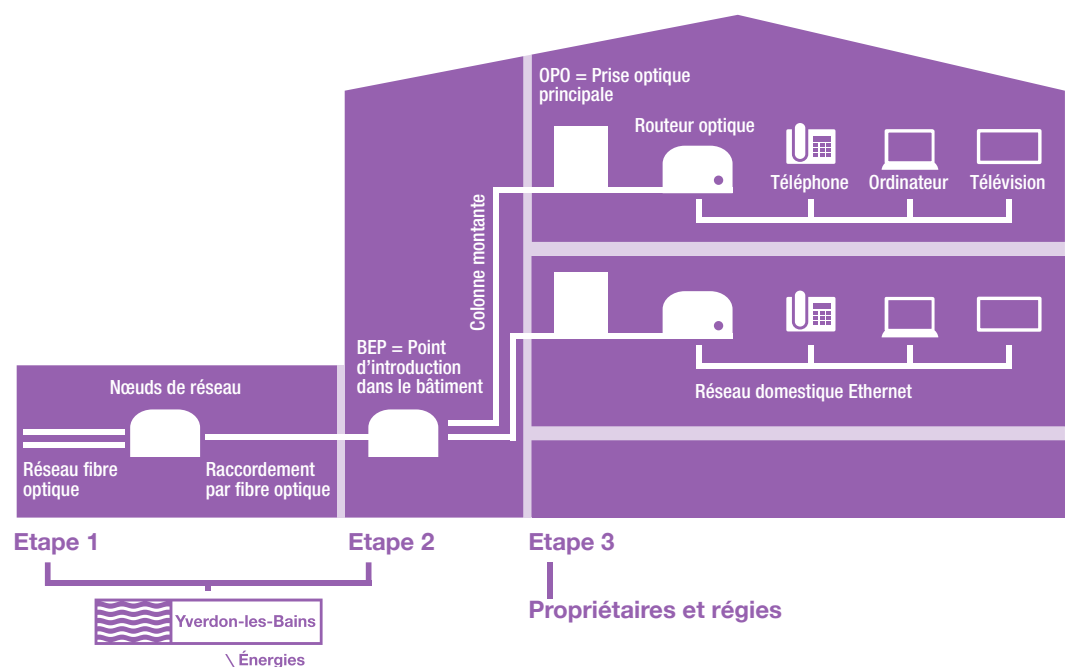 OPO = Prise optique
principale
Routeur optique
Téléphone
Ordinateur
Télévision
Colonne montante
BEP = Point
d'introduction
dans le bâtiment
Nœuds de réseau
Réseau domestique Ethernet
Réseau fibre
optique
Raccordement
par fibre optique
Etape 1
Etape 2
Etape 3
Yverdon-les-Bains
\ Énergies
Propriétaires et régies